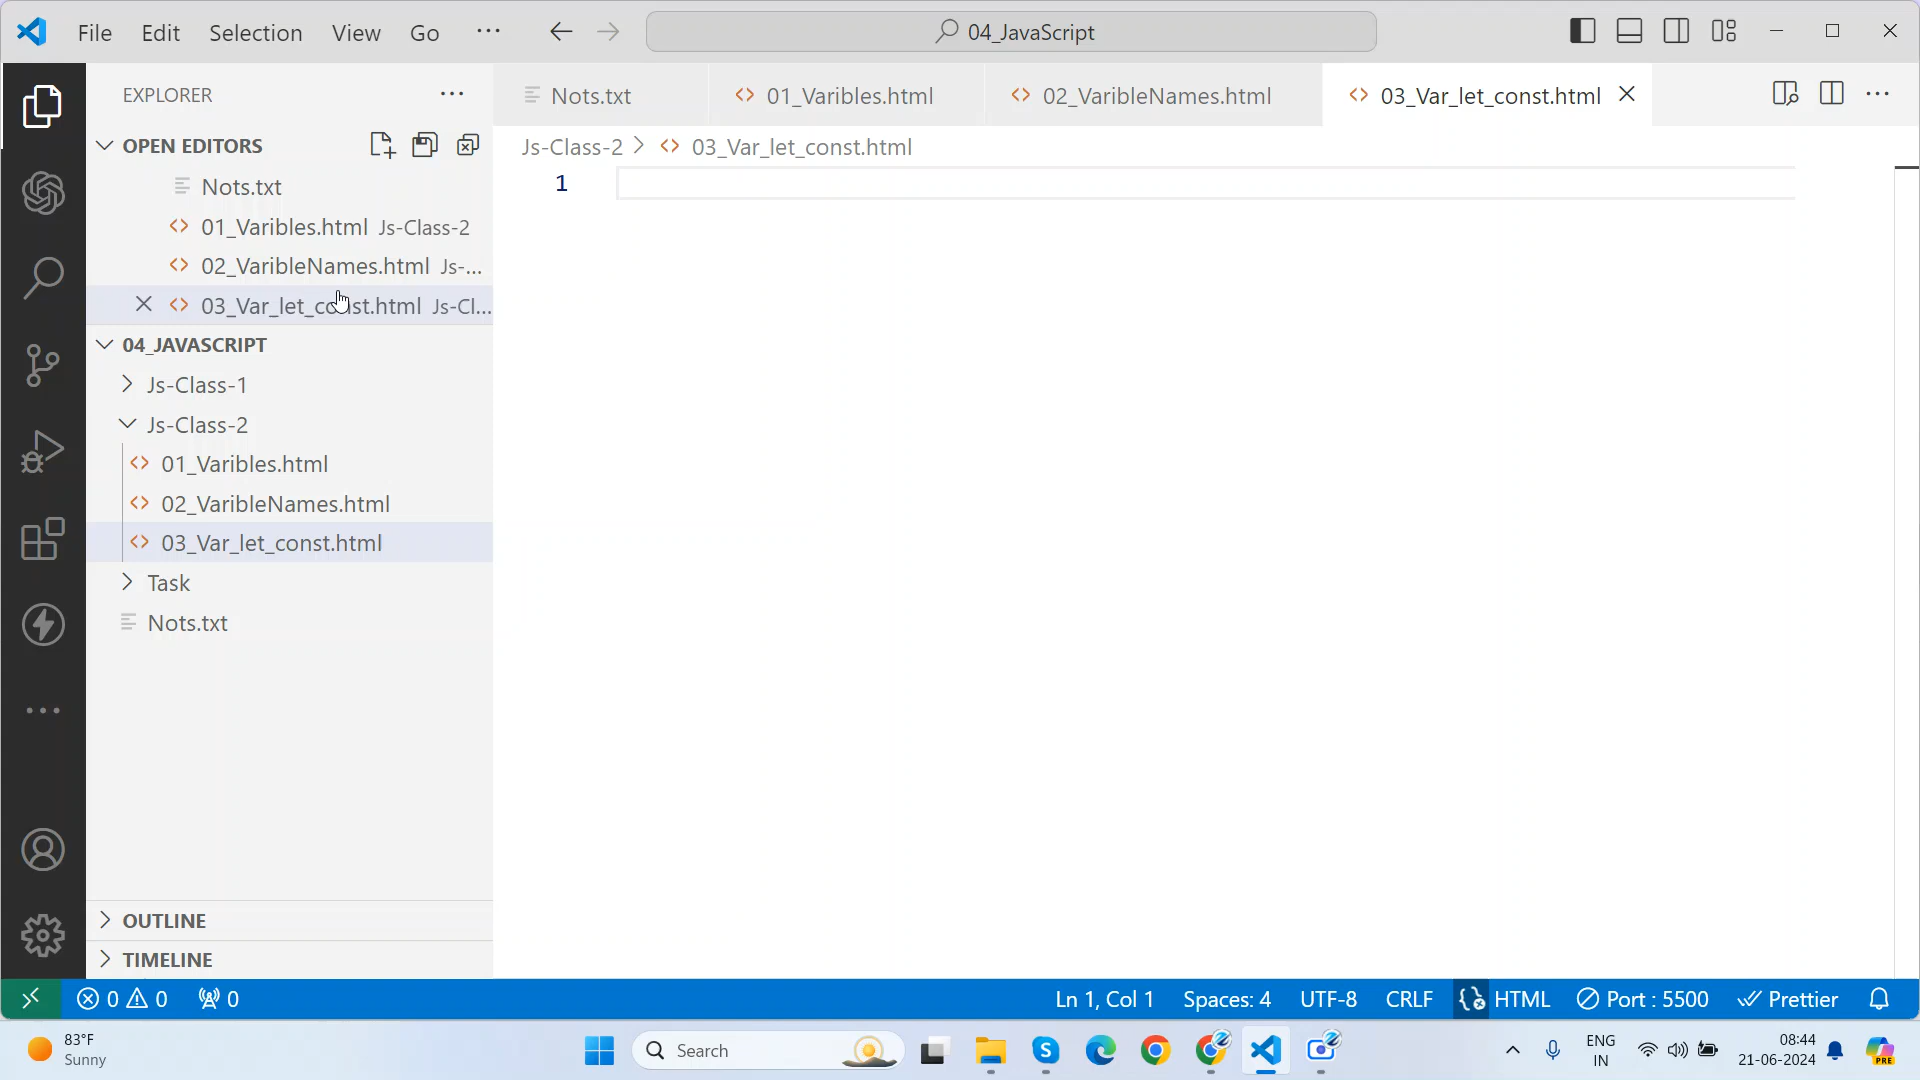 File Edit Selection View Go ··· 04_JavaScript
EXPLORER
OPEN EDITORS
Nots.txt
01_Varibles.html Js-Class-2
02_VaribleNames.html Js-...
03_Var_let_const.html Js-Cl...
04_JAVASCRIPT
Js-Class-1
Js-Class-2
01_Varibles.html
02_VaribleNames.html
03_Var_let_const.html
Task
Nots.txt
OUTLINE
TIMELINE
Nots.txt 01_Varibles.html 02_VaribleNames.html 03_Var_let_const.html
Js-Class-2 > 03_Var_let_const.html
1
0 0 0 Ln 1, Col 1 Spaces: 4 UTF-8 CRLF HTML Port : 5500 Prettier
83°F
Sunny
Search
ENG
IN
08:44
21-06-2024
PRE